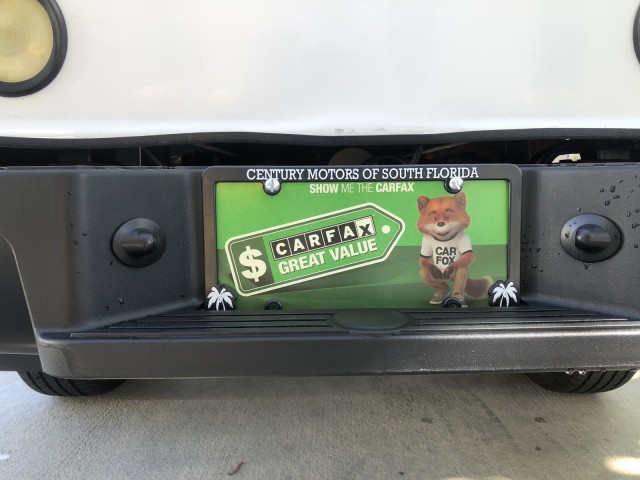 CENTURY MOTORS OF SOUTH FLORIDA
SHOW ME THE CARFAX
$ CARFAX
GREAT VALUE
CAR
FOX